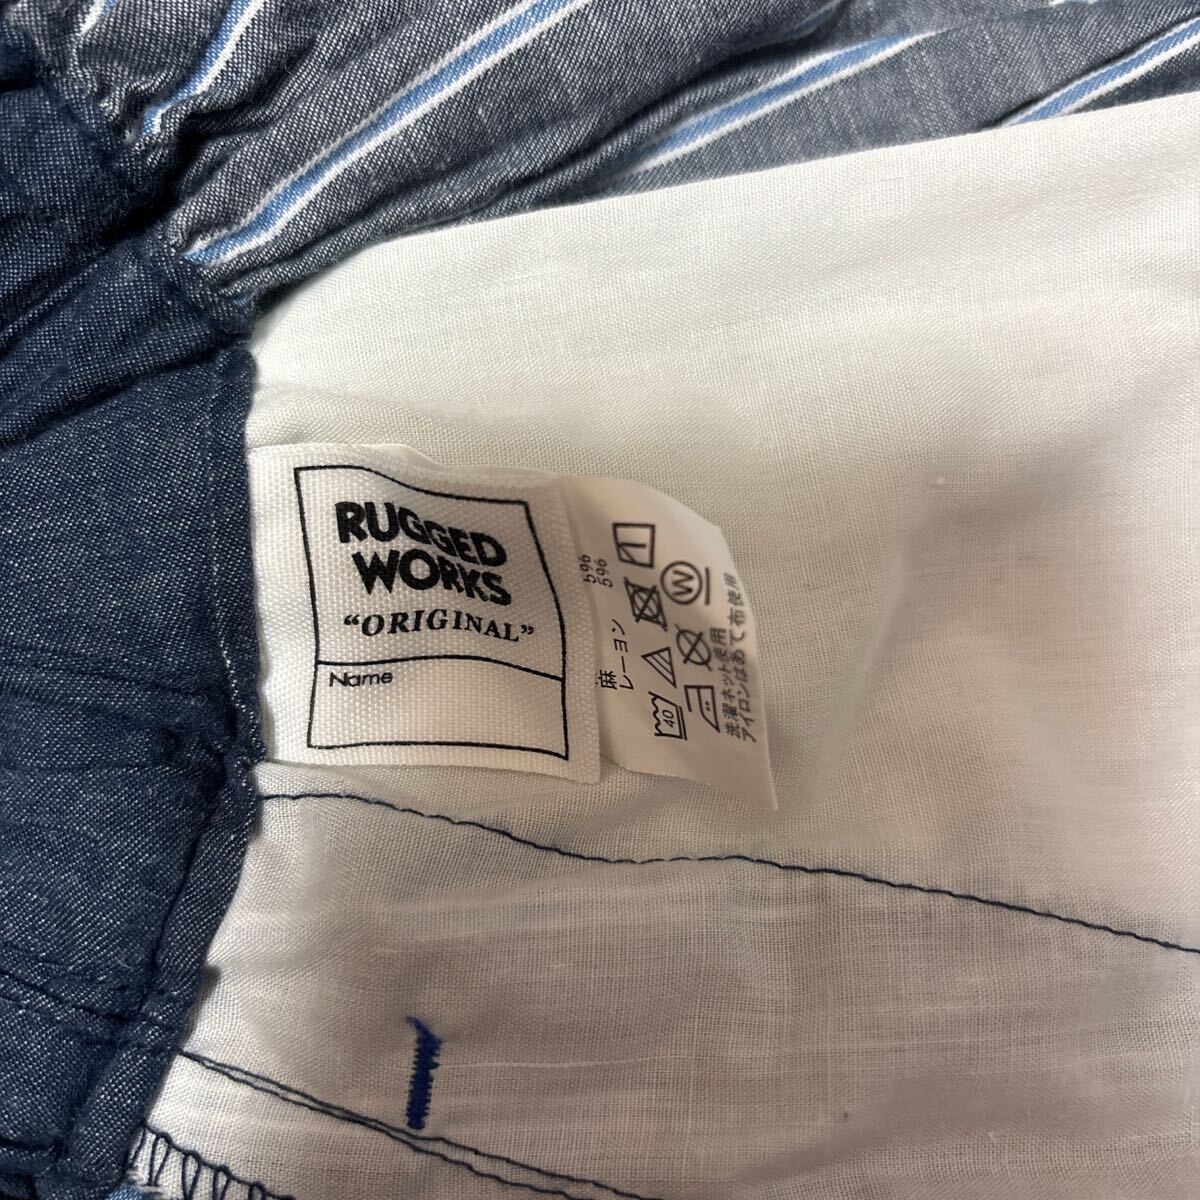 RUGGED
WORKS
“ORIGINAL”
Name
麻 5%
レーヨン 5%
40
W
洗濯ネット使用
アイロンはあて布使用